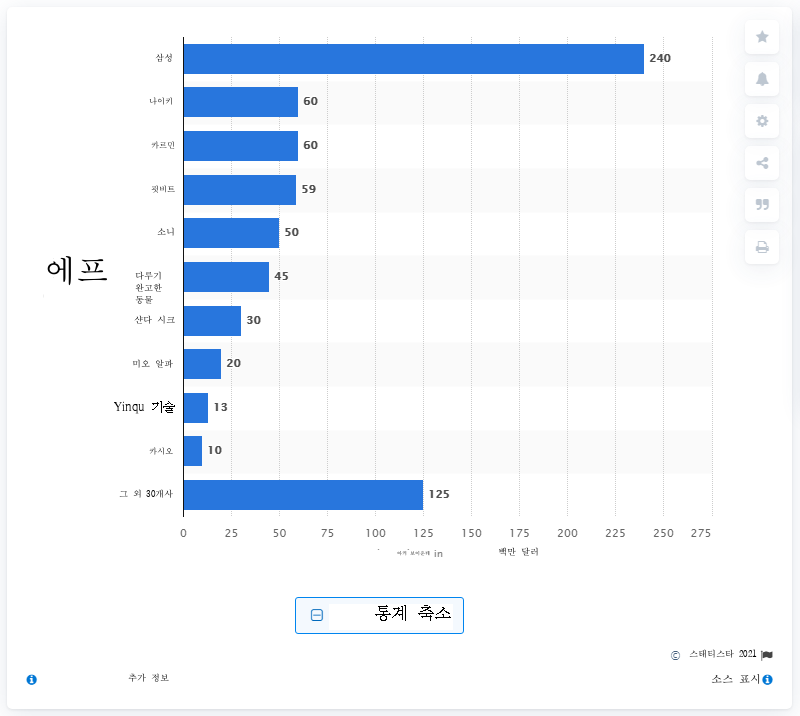 삼성 240
나이키 60
카르민 60
핏비트 59
소니 50
에프
다루기 45
완고한
동물
샨다 시크 30
미오 알파 20
Yinqu 기술 13
카시오 10
그 외 30개사 125
0 25 50 75 100 125 150 175 200 225 250 275
in 백만 달러
통계 축소
© 스태티스타 2021
추가 정보
소스 표시